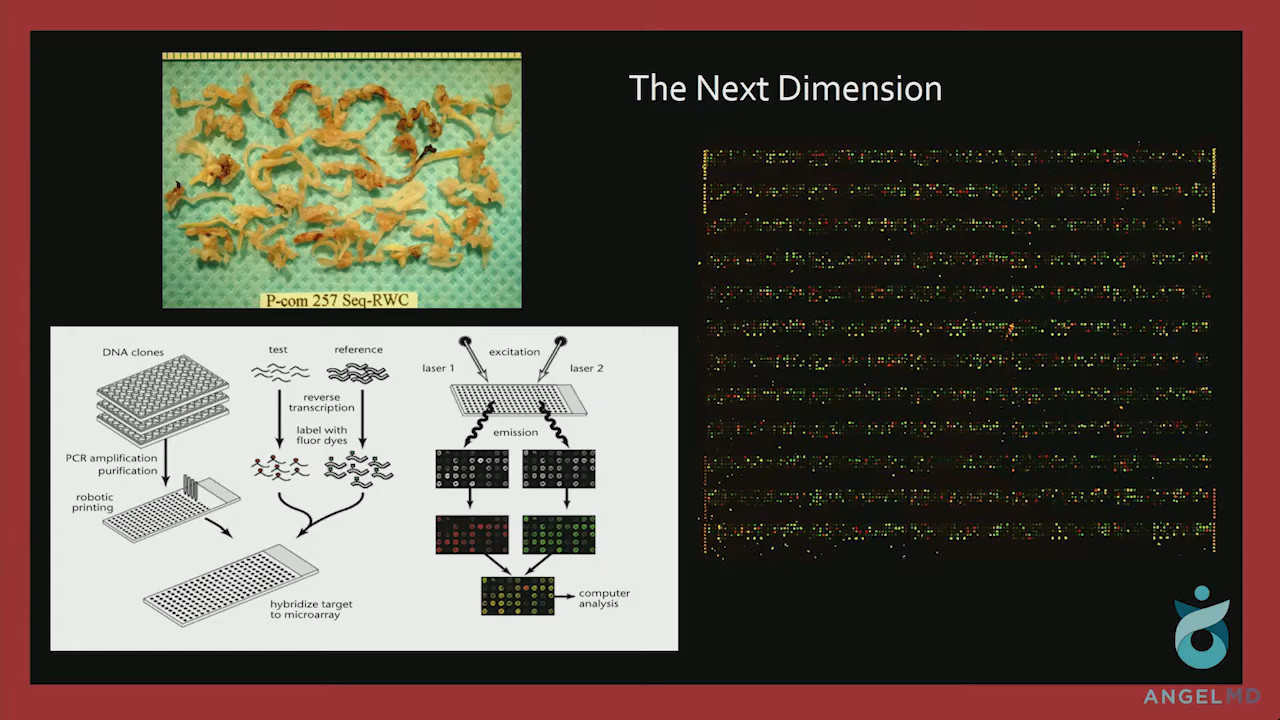 The Next Dimension
P-com 257 Seq-RWC
DNA clones
test
reference
reverse
transcription
label with
fluor dyes
PCR amplification
purification
robotic
printing
hybridize target
to microarray
excitation
laser 1
laser 2
emission
computer
analysis
ANGELMD